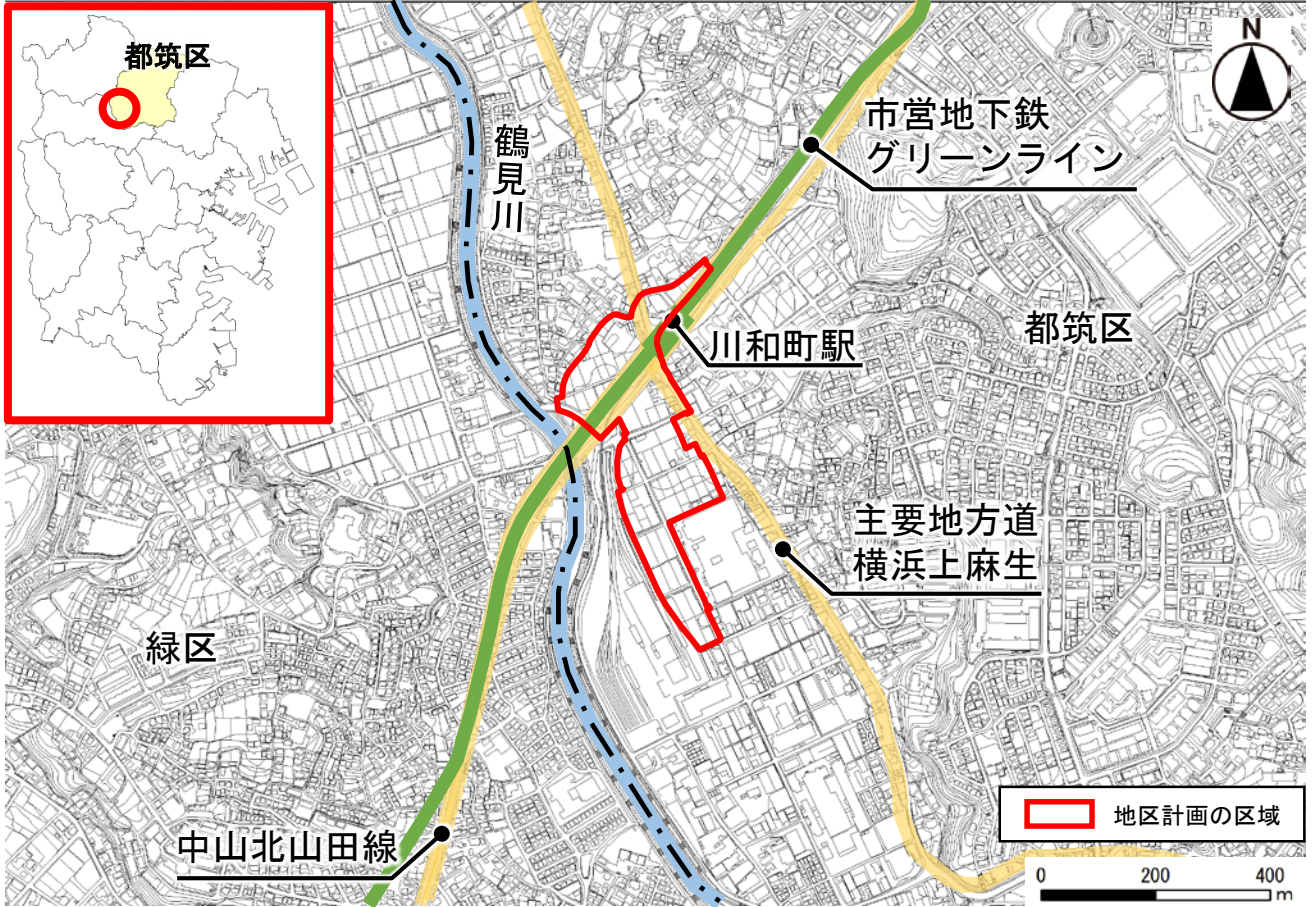 都筑区
N
市営地下鉄
グリーンライン
鶴見川
川和町駅
都筑区
主要地方道
横浜上麻生
緑区
中山北山田線
地区計画の区域
0 200 400
m